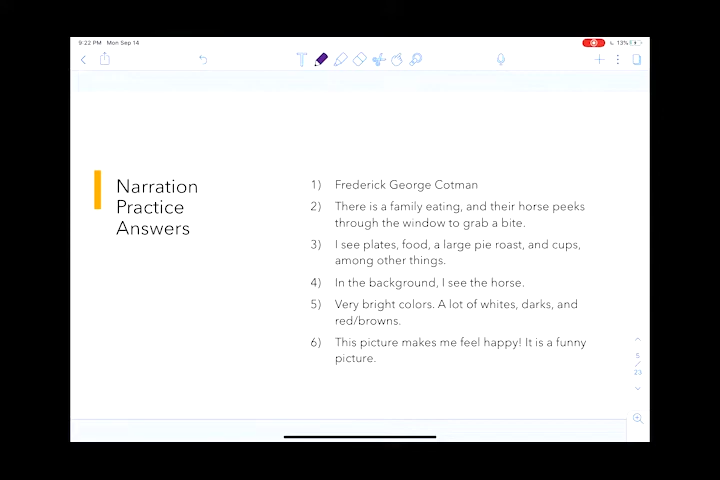 9:22 PM Mon Sep 14
13%
Narration
Practice
Answers
1) Frederick George Cotman
2) There is a family eating, and their horse peeks
through the window to grab a bite.
3) I see plates, food, a large pie roast, and cups,
among other things.
4) In the background, I see the horse.
5) Very bright colors. A lot of whites, darks, and
red/browns.
6) This picture makes me feel happy! It is a funny
picture.
5
/
23